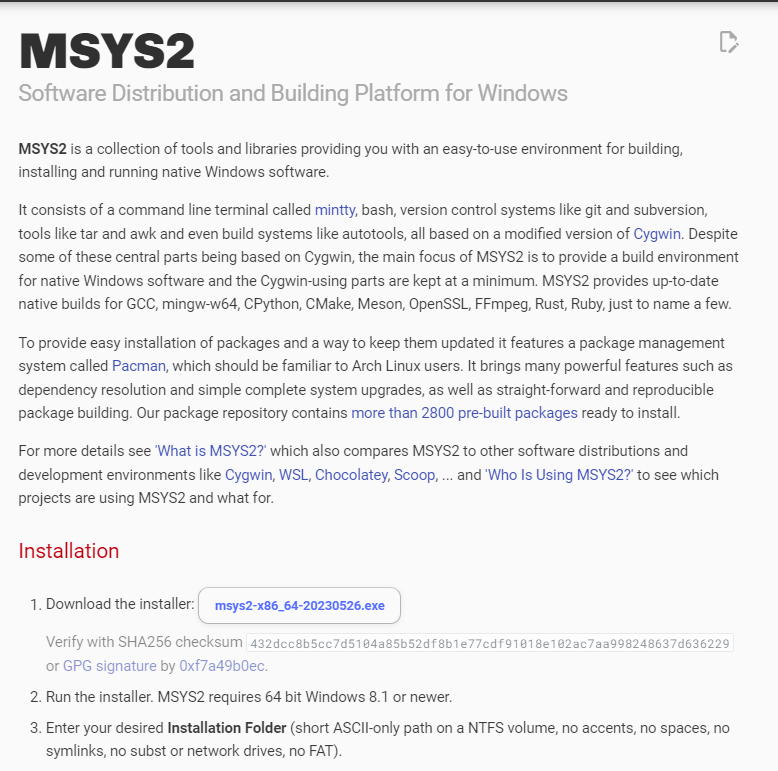 MSYS2
Software Distribution and Building Platform for Windows
MSYS2 is a collection of tools and libraries providing you with an easy-to-use environment for building,
installing and running native Windows software.
It consists of a command line terminal called mintty, bash, version control systems like git and subversion,
tools like tar and awk and even build systems like autotools, all based on a modified version of Cygwin. Despite
some of these central parts being based on Cygwin, the main focus of MSYS2 is to provide a build environment
for native Windows software and the Cygwin-using parts are kept at a minimum. MSYS2 provides up-to-date
native builds for GCC, mingw-w64, CPython, CMake, Meson, OpenSSL, FFmpeg, Rust, Ruby, just to name a few.
To provide easy installation of packages and a way to keep them updated it features a package management
system called Pacman, which should be familiar to Arch Linux users. It brings many powerful features such as
dependency resolution and simple complete system upgrades, as well as straight-forward and reproducible
package building. Our package repository contains more than 2800 pre-built packages ready to install.
For more details see 'What is MSYS2?' which also compares MSYS2 to other software distributions and
development environments like Cygwin, WSL, Chocolatey, Scoop, ... and 'Who Is Using MSYS2?' to see which
projects are using MSYS2 and what for.
Installation
1. Download the installer: msys2-x86_64-20230526.exe
Verify with SHA256 checksum 432dcc8b5cc7d5104a85b52df8b1e77cdf91018e102ac7aa998248637d636229
or GPG signature by 0xf7a49b0ec.
2. Run the installer. MSYS2 requires 64 bit Windows 8.1 or newer.
3. Enter your desired Installation Folder (short ASCII-only path on a NTFS volume, no accents, no spaces, no
symlinks, no subst or network drives, no FAT).